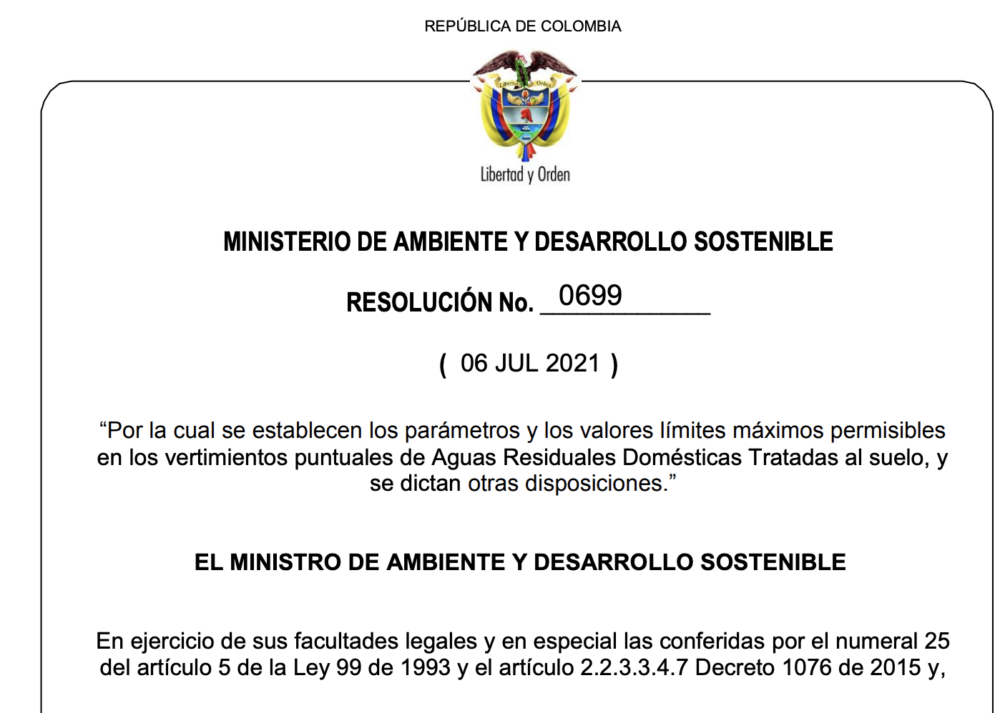 REPÚBLICA DE COLOMBIA
Libertad y Orden
Libertad y Orden
MINISTERIO DE AMBIENTE Y DESARROLLO SOSTENIBLE
RESOLUCIÓN No. 0699
( 06 JUL 2021 )
“Por la cual se establecen los parámetros y los valores límites máximos permisibles
en los vertimientos puntuales de Aguas Residuales Domésticas Tratadas al suelo, y
se dictan otras disposiciones.”
EL MINISTRO DE AMBIENTE Y DESARROLLO SOSTENIBLE
En ejercicio de sus facultades legales y en especial las conferidas por el numeral 25
del artículo 5 de la Ley 99 de 1993 y el artículo 2.2.3.3.4.7 Decreto 1076 de 2015 y,